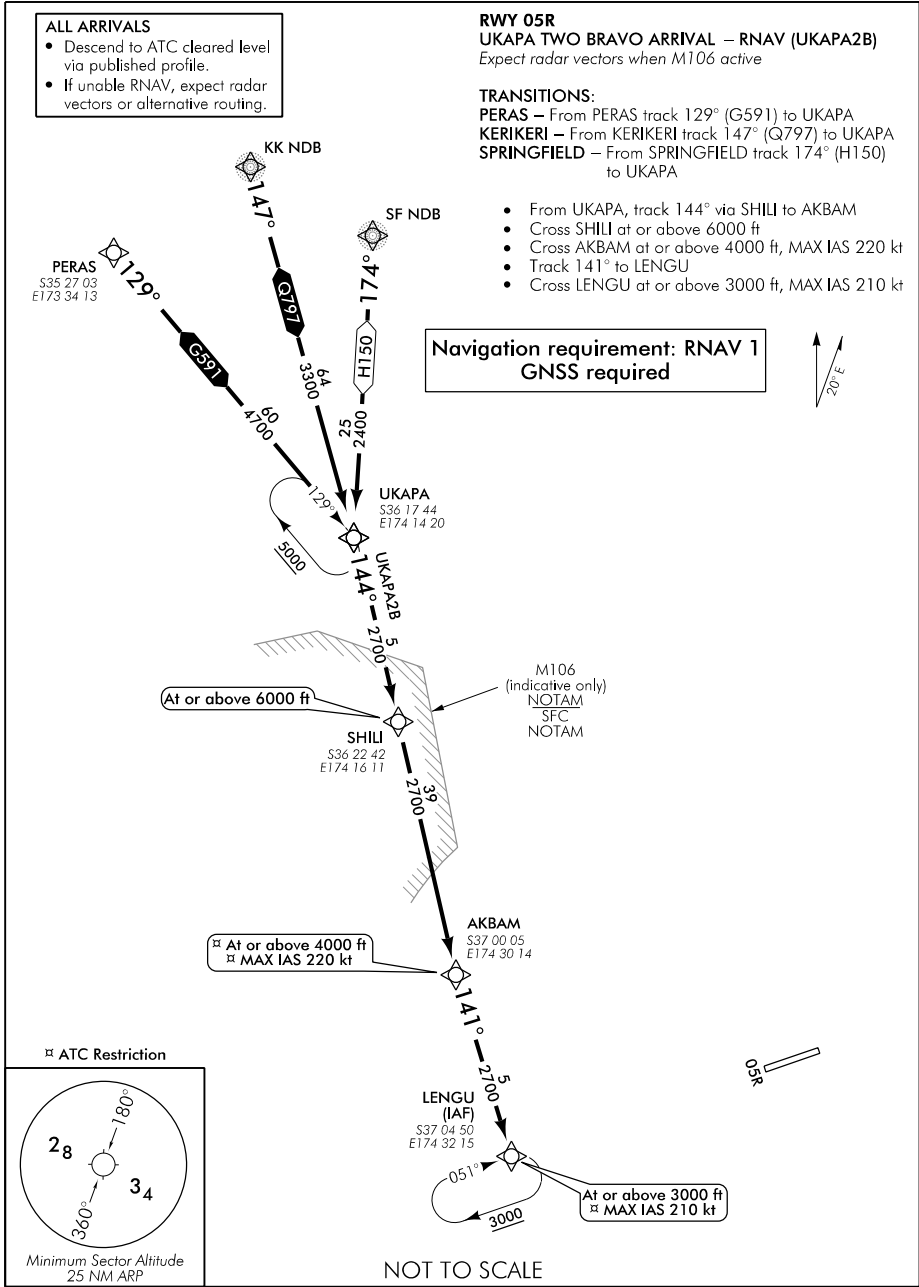 ALL ARRIVALS
• Descend to ATC cleared level
via published profile.
• If unable RNAV, expect radar
vectors or alternative routing.
RWY 05R
UKAPA TWO BRAVO ARRIVAL – RNAV (UKAPA2B)
Expect radar vectors when M106 active
TRANSITIONS:
PERAS – From PERAS track 129° (G591) to UKAPA
KERIKERI – From KERIKERI track 147° (Q797) to UKAPA
SPRINGFIELD – From SPRINGFIELD track 174° (H150)
to UKAPA
• From UKAPA, track 144° via SHILI to AKBAM
• Cross SHILI at or above 6000 ft
• Cross AKBAM at or above 4000 ft, MAX IAS 220 kt
• Track 141° to LENGU
• Cross LENGU at or above 3000 ft, MAX IAS 210 kt
Navigation requirement: RNAV 1
GNSS required
20° E
KK NDB
147°
Q797
64
3300
SF NDB
174°
H150
25
2400
PERAS
S35 27 03
E173 34 13
129°
G591
60
4700
129°
5000
UKAPA
S36 17 44
E174 14 20
UKAPA2B
144°
5
2700
At or above 6000 ft
SHILI
S36 22 42
E174 16 11
M106
(indicative only)
NOTAM
SFC
NOTAM
39
2700
AKBAM
S37 00 05
E174 30 14
¤ At or above 4000 ft
¤ MAX IAS 220 kt
141°
5
2700
05R
LENGU
(IAF)
S37 04 50
E174 32 15
051°
3000
At or above 3000 ft
¤ MAX IAS 210 kt
¤ ATC Restriction
180°
28
34
360°
Minimum Sector Altitude
25 NM ARP
NOT TO SCALE